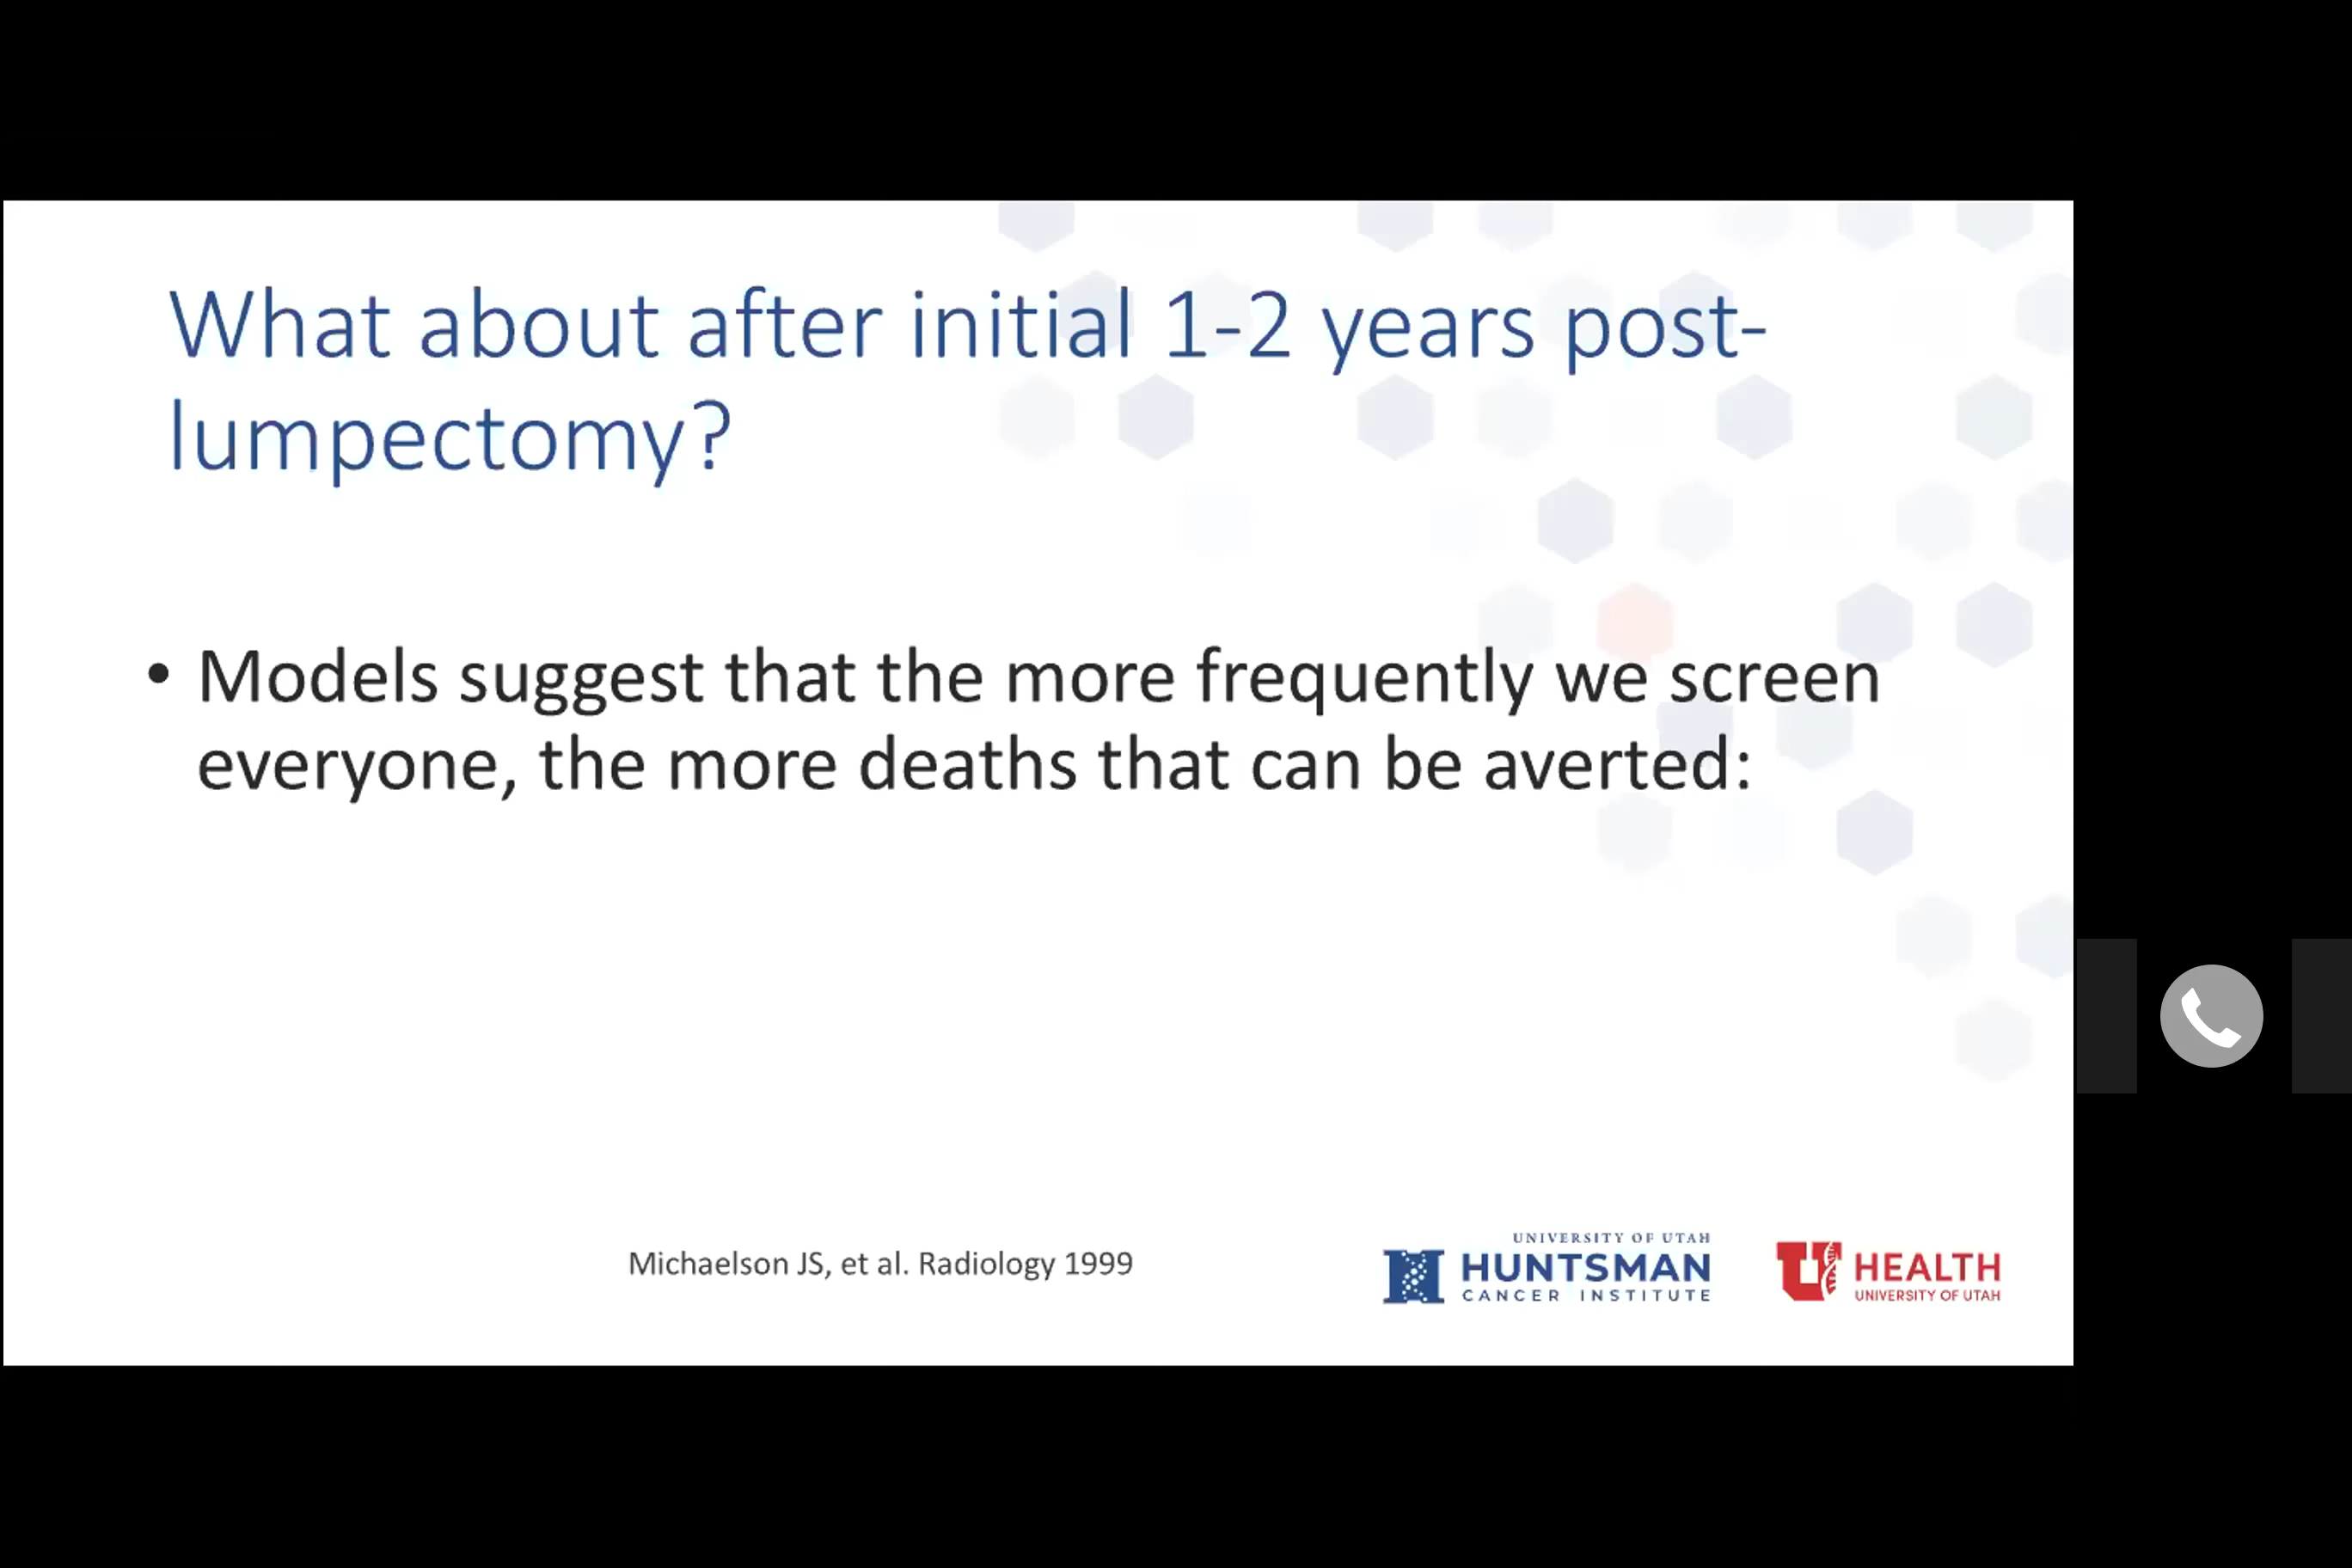 What about after initial 1-2 years post-
lumpectomy?
• Models suggest that the more frequently we screen
everyone, the more deaths that can be averted:
Michaelson JS, et al. Radiology 1999
UNIVERSITY OF UTAH
HUNTSMAN
CANCER INSTITUTE
U HEALTH
UNIVERSITY OF UTAH